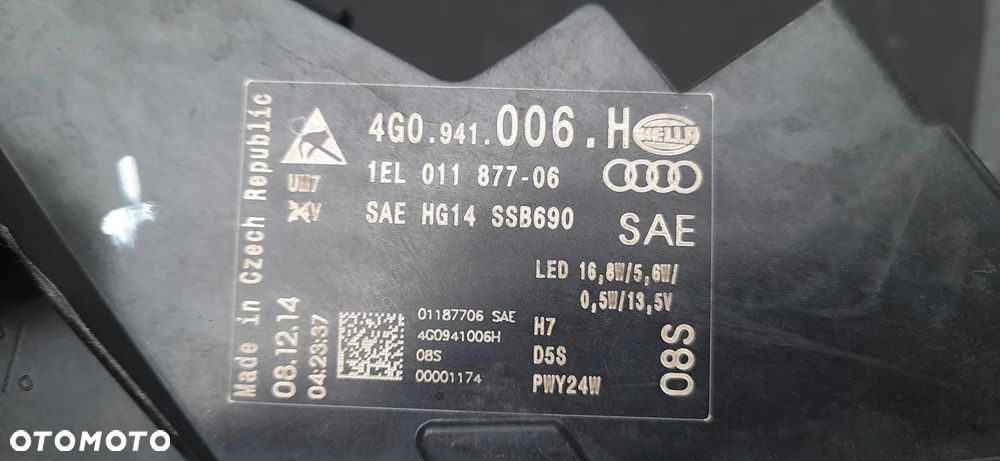 4G0.941.006.H
HELLA
1EL 011 877-06
UM7
SAE HG14 SSB690
SAE
LED 16,8W/5,6W/
0,5W/13,5V
01187706 SAE
4G0941006H
08S
00001174
H7
D5S
PWY24W
08S
Made in Czech Republic
08.12.14
04:23:37
OTOMOTO